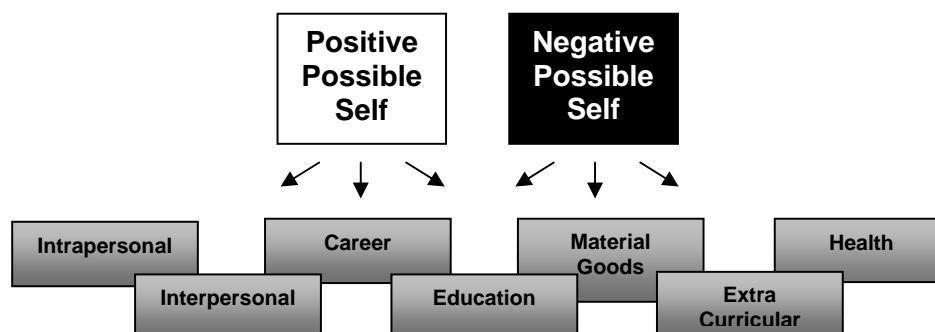 Positive
Possible
Self
Negative
Possible
Self
Intrapersonal
Career
Material
Goods
Health
Interpersonal
Education
Extra
Curricular